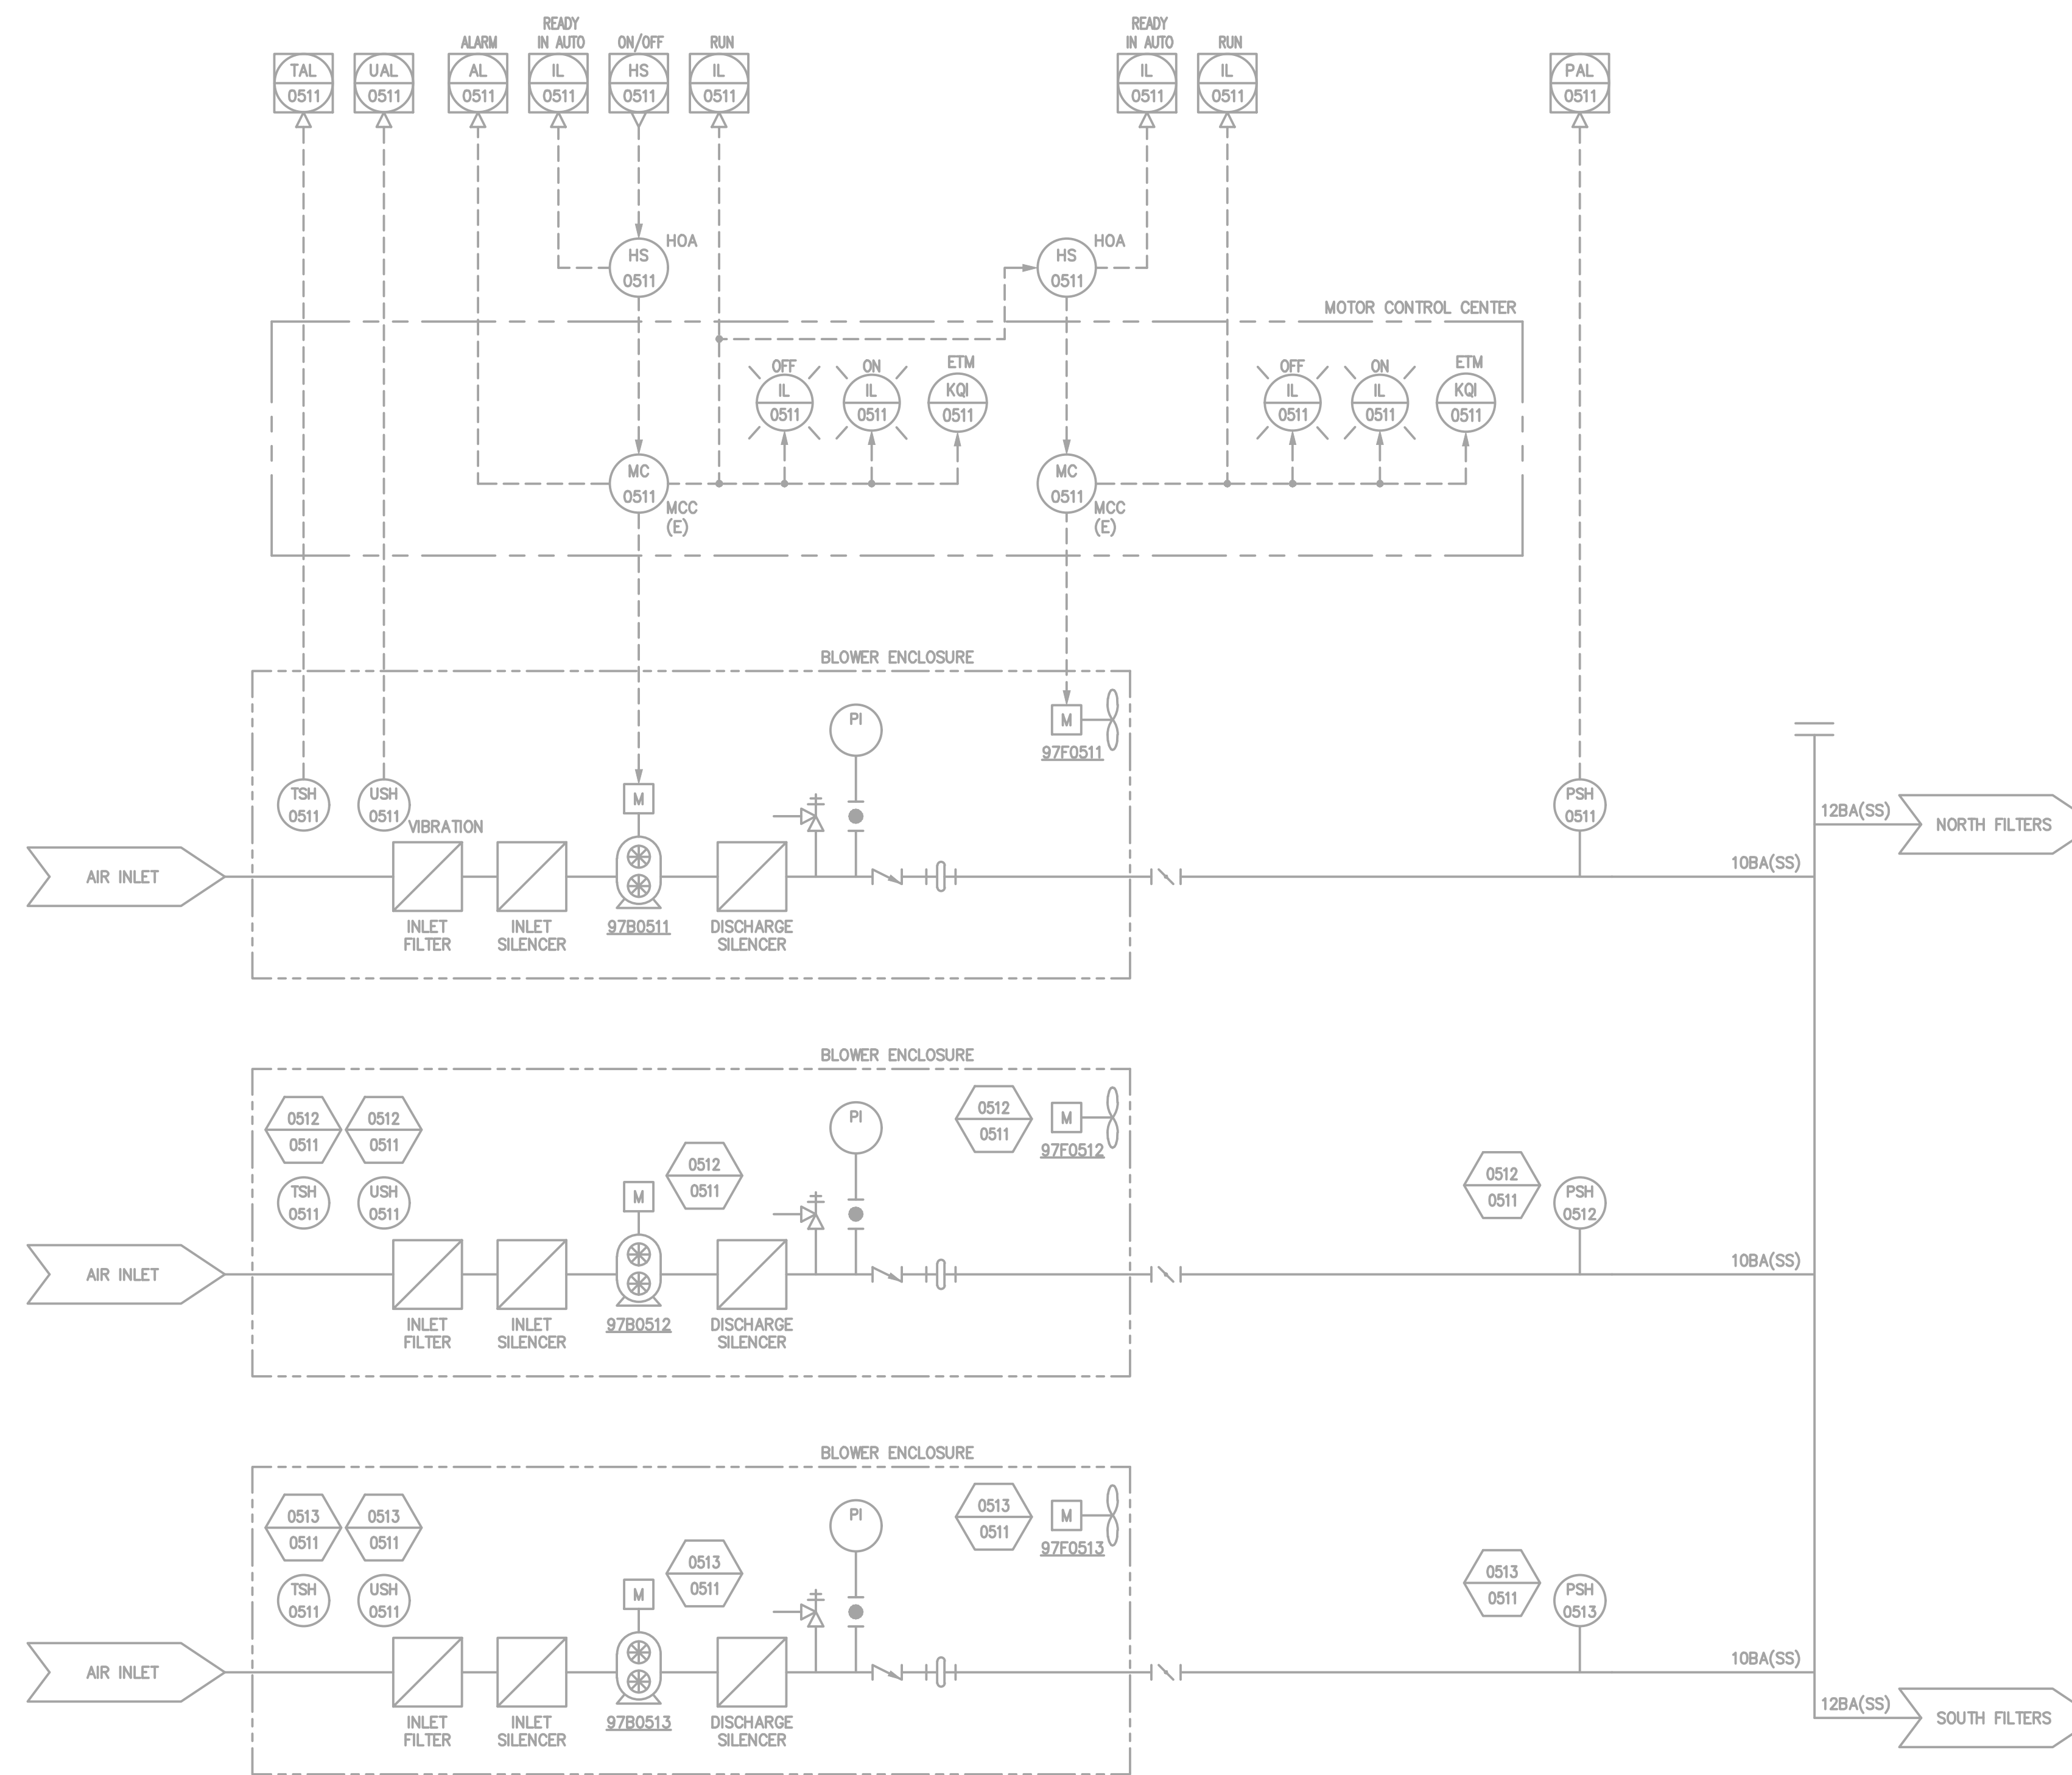 READY
IN AUTO
ALARM
ON/OFF
RUN
READY
IN AUTO
RUN
TAL
0511
UAL
0511
AL
0511
IL
0511
HS
0511
IL
0511
IL
0511
IL
0511
PAL
0511
HS
0511
HOA
HS
0511
HOA
MOTOR CONTROL CENTER
OFF
IL
0511
ON
IL
0511
ETM
KQI
0511
OFF
IL
0511
ON
IL
0511
ETM
KQI
0511
MC
0511
MCC
(E)
MC
0511
MCC
(E)
BLOWER ENCLOSURE
PI
M
97F0511
TSH
0511
USH
0511
VIBRATION
M
PSH
0511
12BA(SS)
NORTH FILTERS
AIR INLET
10BA(SS)
INLET
FILTER
INLET
SILENCER
97B0511
DISCHARGE
SILENCER
BLOWER ENCLOSURE
0512
0511
0512
0511
PI
0512
0511
M
97F0512
TSH
0511
USH
0511
M
0512
0511
0512
0511
PSH
0512
AIR INLET
10BA(SS)
INLET
FILTER
INLET
SILENCER
97B0512
DISCHARGE
SILENCER
BLOWER ENCLOSURE
0513
0511
0513
0511
PI
0513
0511
M
97F0513
TSH
0511
USH
0511
M
0513
0511
0513
0511
PSH
0513
AIR INLET
10BA(SS)
INLET
FILTER
INLET
SILENCER
97B0513
DISCHARGE
SILENCER
12BA(SS)
SOUTH FILTERS